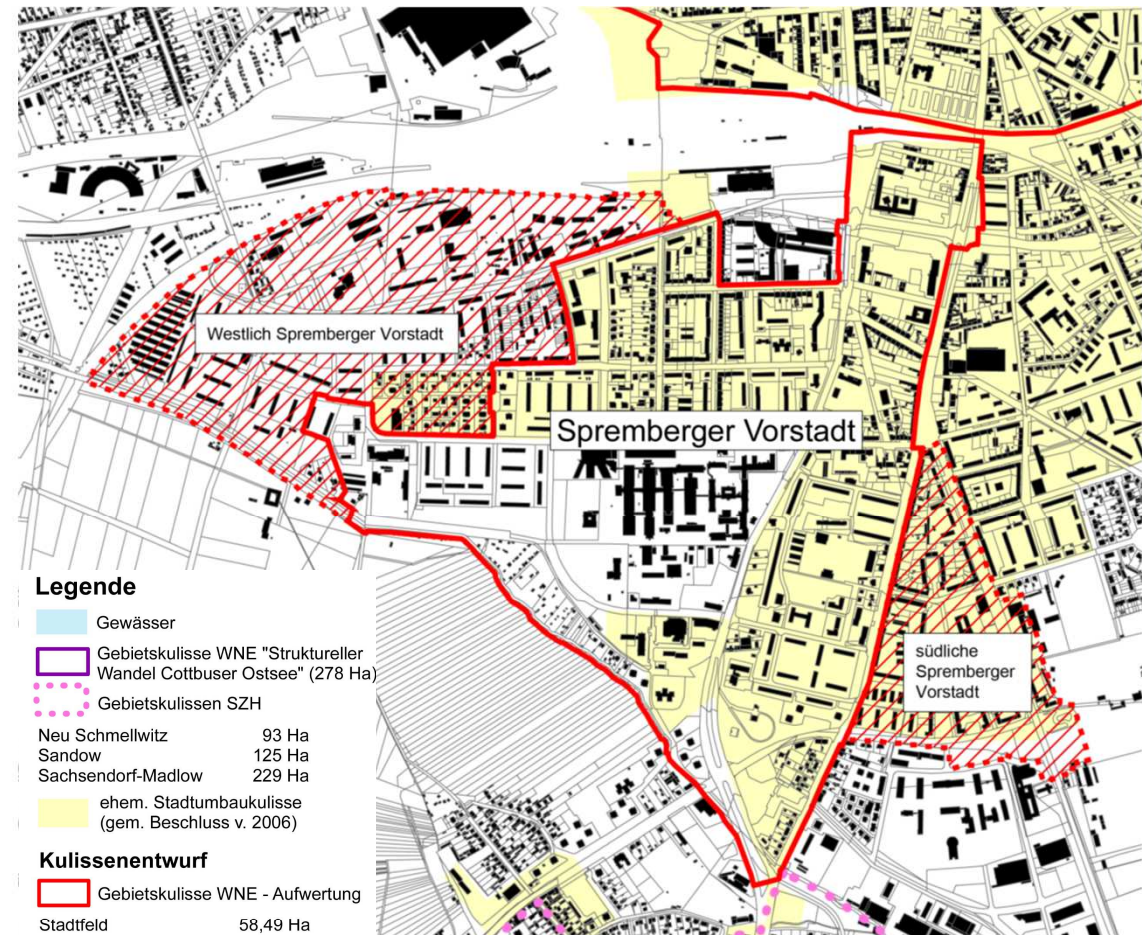 Westlich Spremberger Vorstadt
Spremberger Vorstadt
südliche
Spremberger
Vorstadt
Legende
Gewässer
Gebietskulisse WNE "Struktureller
Wandel Cottbuser Ostsee" (278 Ha)
Gebietskulissen SZH
Neu Schmellwitz 93 Ha
Sandow 125 Ha
Sachsendorf-Madlow 229 Ha
ehem. Stadtumbaukulisse
(gem. Beschluss v. 2006)
Kulissenentwurf
Gebietskulisse WNE - Aufwertung
Stadtfeld 58,49 Ha